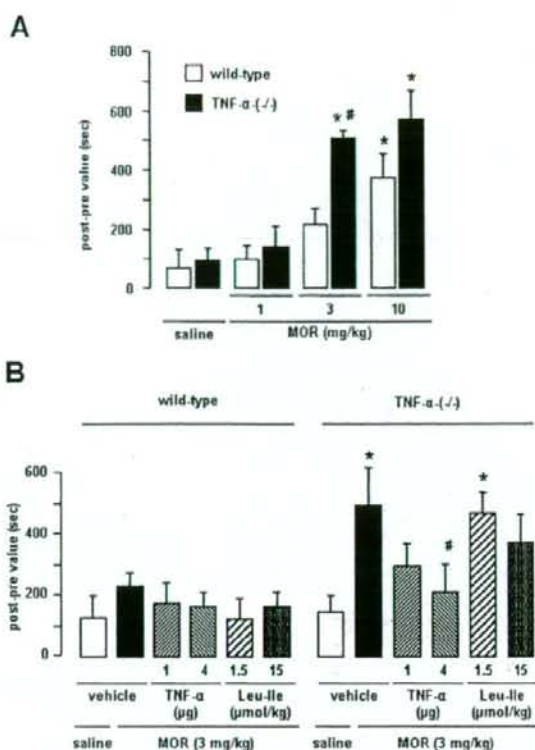 A
800
600
400
200
0
post-pre value (sec)
wild-type
TNF-α-(-/-)
* #
*
*
1 3 10
saline MOR (mg/kg)
B
wild-type TNF-α-(-/-)
600
400
200
0
post-pre value (sec)
*
#
*
1 4 1.5 15 1 4 1.5 15
vehicle TNF-α Leu-Ile vehicle TNF-α Leu-Ile
(μg) (μmol/kg) (μg) (μmol/kg)
saline MOR (3 mg/kg) saline MOR (3 mg/kg)